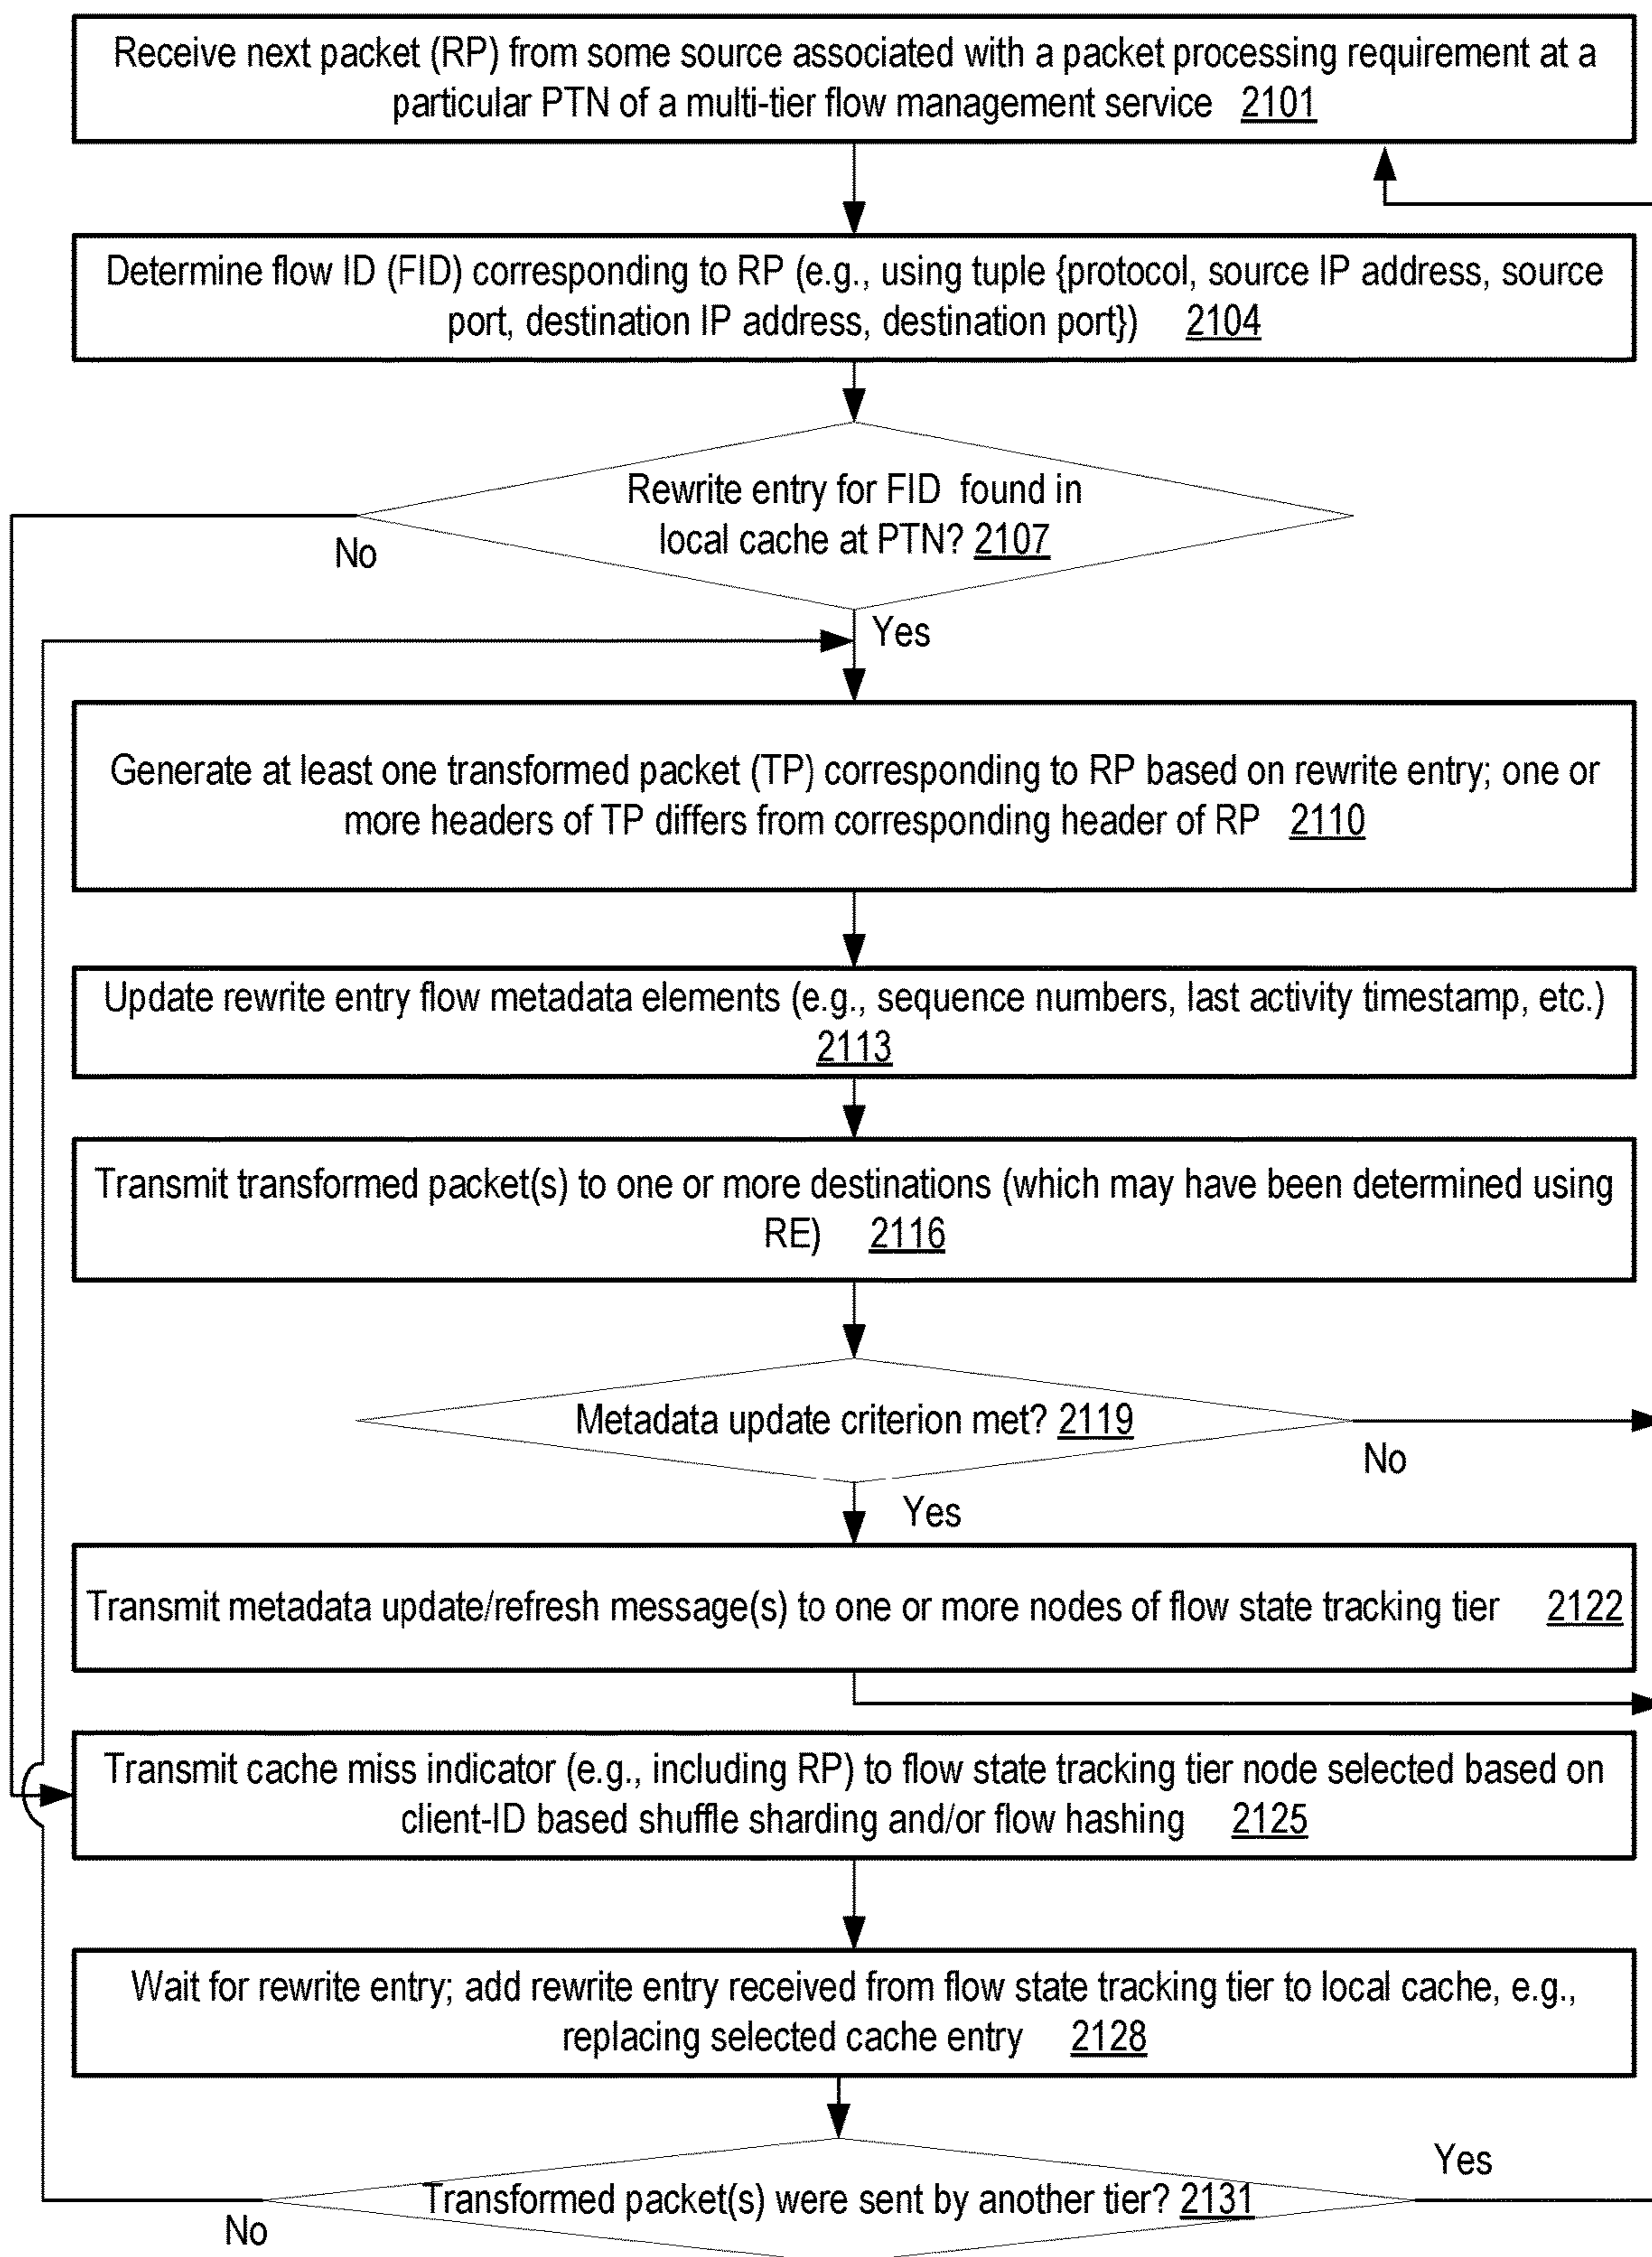 Receive next packet (RP) from some source associated with a packet processing requirement at a
particular PTN of a multi-tier flow management service 2101
Determine flow ID (FID) corresponding to RP (e.g., using tuple {protocol, source IP address, source
port, destination IP address, destination port}) 2104
Rewrite entry for FID found in
local cache at PTN? 2107
No
Yes
Generate at least one transformed packet (TP) corresponding to RP based on rewrite entry; one or
more headers of TP differs from corresponding header of RP 2110
Update rewrite entry flow metadata elements (e.g., sequence numbers, last activity timestamp, etc.)
2113
Transmit transformed packet(s) to one or more destinations (which may have been determined using
RE) 2116
Metadata update criterion met? 2119
No
Yes
Transmit metadata update/refresh message(s) to one or more nodes of flow state tracking tier 2122
Transmit cache miss indicator (e.g., including RP) to flow state tracking tier node selected based on
client-ID based shuffle sharding and/or flow hashing 2125
Wait for rewrite entry; add rewrite entry received from flow state tracking tier to local cache, e.g.,
replacing selected cache entry 2128
Yes
Transformed packet(s) were sent by another tier? 2131
No